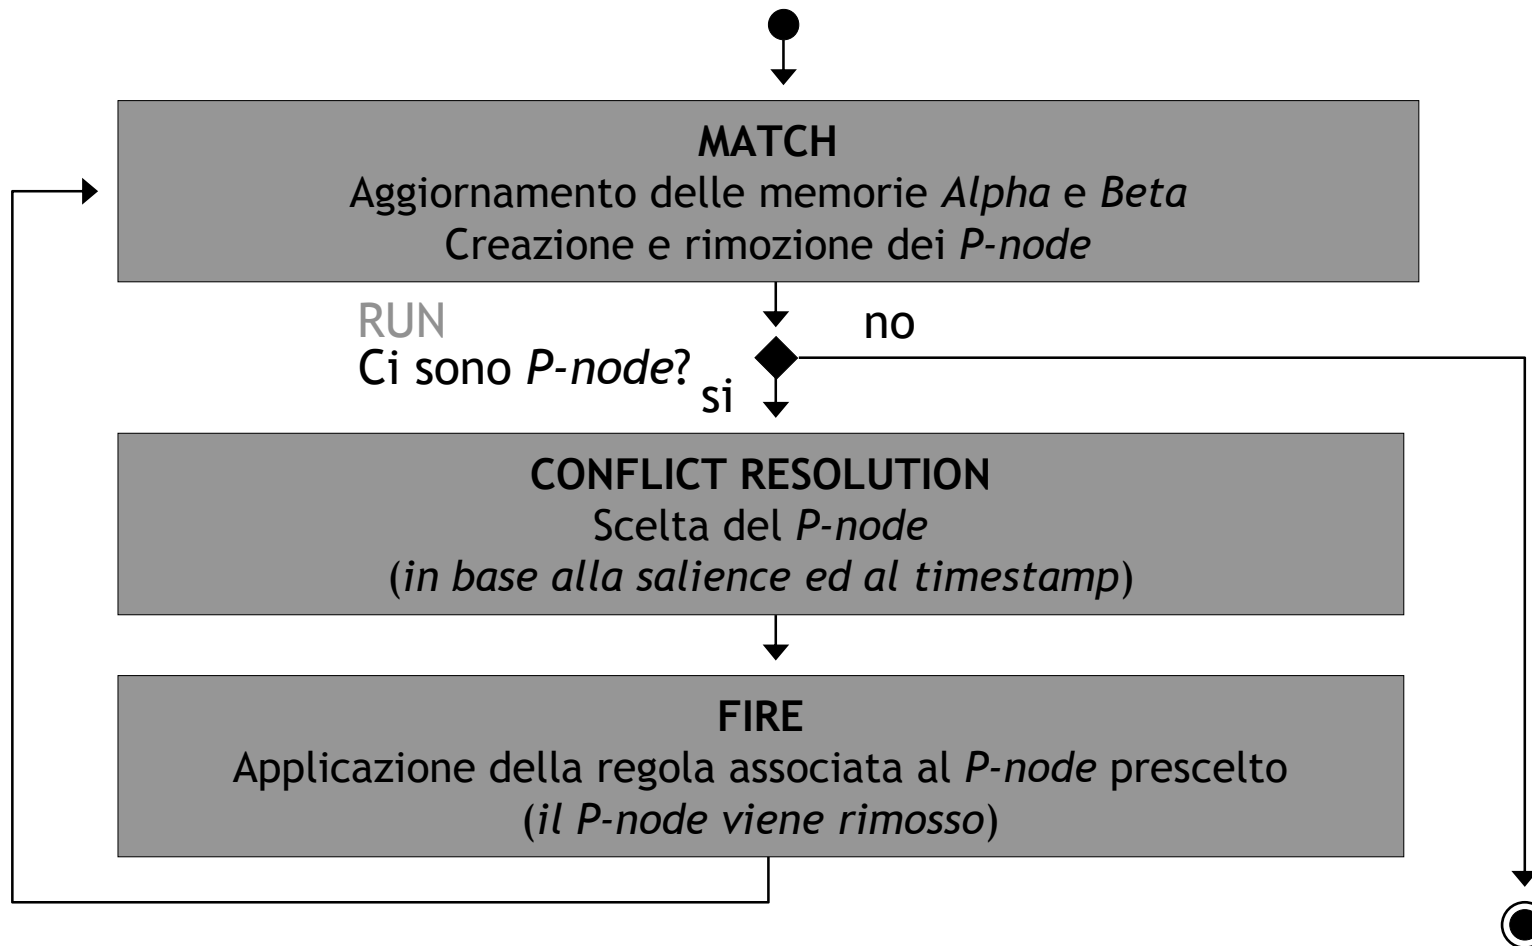 MATCH
Aggiornamento delle memorie Alpha e Beta
Creazione e rimozione dei P-node
RUN
no
Ci sono P-node?
si
CONFLICT RESOLUTION
Scelta del P-node
(in base alla salience ed al timestamp)
FIRE
Applicazione della regola associata al P-node prescelto
(il P-node viene rimosso)